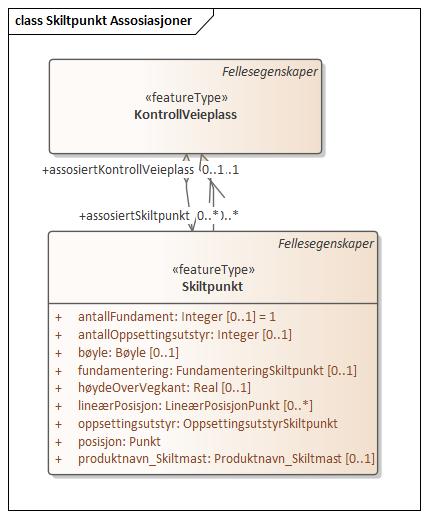 class Skiltpunkt Assosiasjoner
Fellesegenskaper
«featureType»
KontrollVeieplass
+assosiertKontrollVeieplass 0..1..1
+assosiertSkiltpunkt 0..* 0..*
Fellesegenskaper
«featureType»
Skiltpunkt
+ antallFundament: Integer [0..1] = 1
+ antallOppsettingsutstyr: Integer [0..1]
+ bøyle: Bøyle [0..1]
+ fundamentering: FundamenteringSkiltpunkt [0..1]
+ høydeOverVegkant: Real [0..1]
+ lineærPosisjon: LineærPosisjonPunkt [0..*]
+ oppsettingsutstyr: OppsettingsutstyrSkiltpunkt
+ posisjon: Punkt
+ produktnavn_Skiltmast: Produktnavn_Skiltmast [0..1]